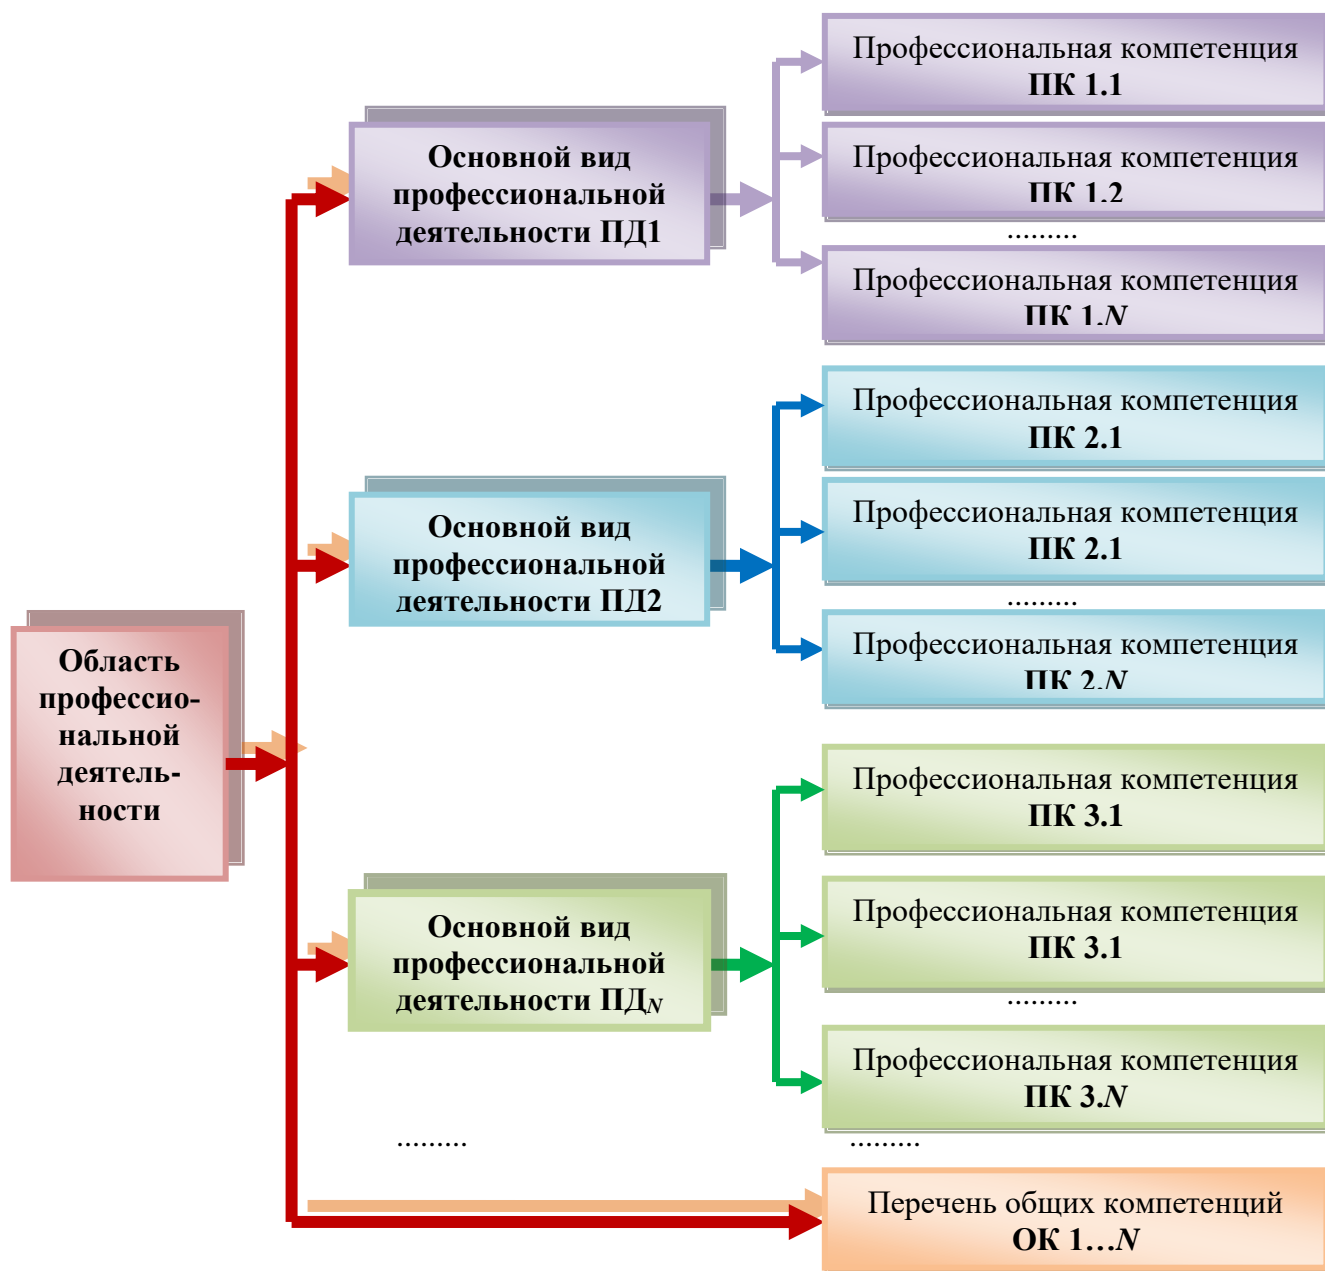 Область
профессио-
нальной
деятель-
ности
Основной вид
профессиональной
деятельности ПД1
Профессиональная компетенция
ПК 1.1
Профессиональная компетенция
ПК 1.2
.........
Профессиональная компетенция
ПК 1.N
Основной вид
профессиональной
деятельности ПД2
Профессиональная компетенция
ПК 2.1
Профессиональная компетенция
ПК 2.1
.........
Профессиональная компетенция
ПК 2.N
Основной вид
профессиональной
деятельности ПДN
Профессиональная компетенция
ПК 3.1
Профессиональная компетенция
ПК 3.1
.........
Профессиональная компетенция
ПК 3.N
.........
.........
Перечень общих компетенций
ОК 1…N